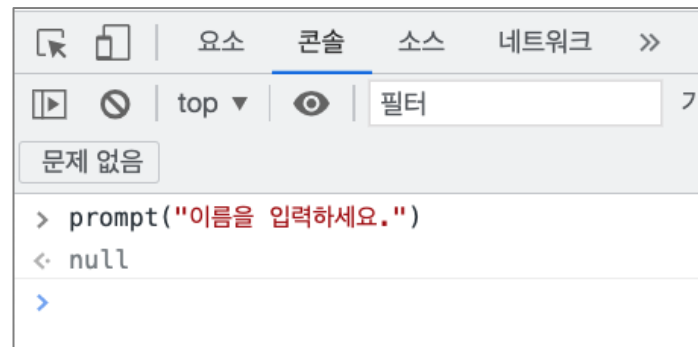 요소 콘솔 소스 네트워크 »
top ▼ 필터
문제 없음
> prompt("이름을 입력하세요.")
<· null
>